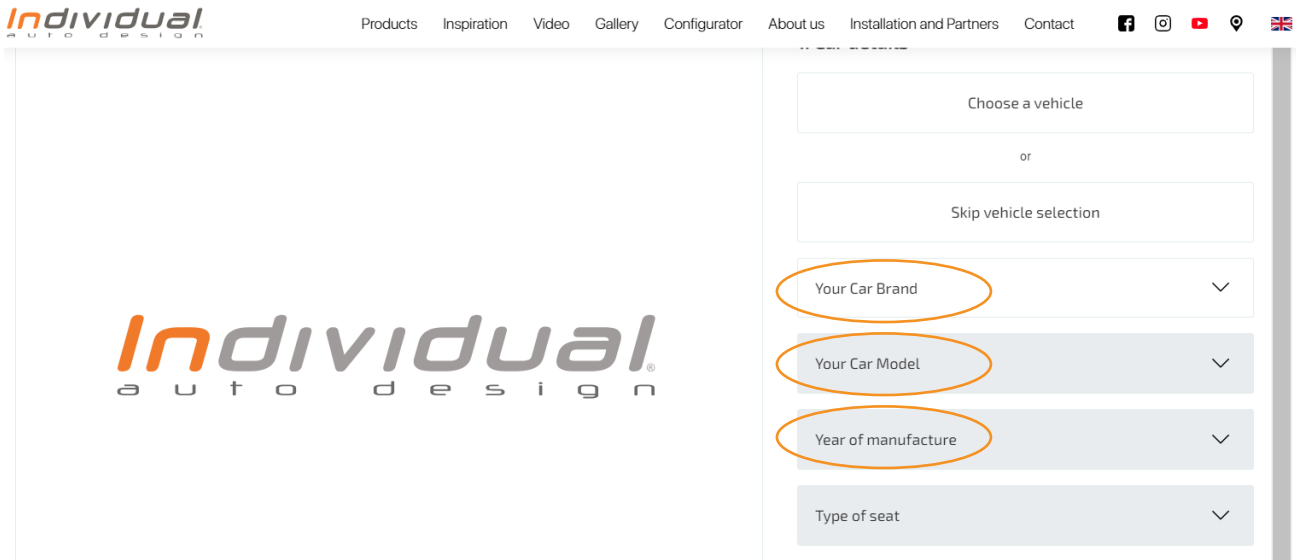 Individual.
auto design
Products Inspiration Video Gallery Configurator About us Installation and Partners Contact
Choose a vehicle
or
Skip vehicle selection
Your Car Brand
Individual®
auto design
Your Car Model
Year of manufacture
Type of seat